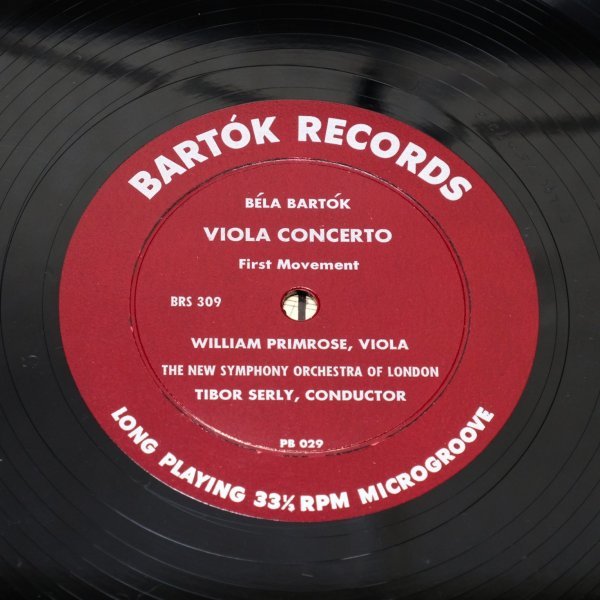 BARTÓK RECORDS
BÉLA BARTÓK
VIOLA CONCERTO
First Movement
BRS 309
WILLIAM PRIMROSE, VIOLA
THE NEW SYMPHONY ORCHESTRA OF LONDON
TIBOR SERLY, CONDUCTOR
PB 029
LONG PLAYING 33⅓ RPM MICROGROOVE